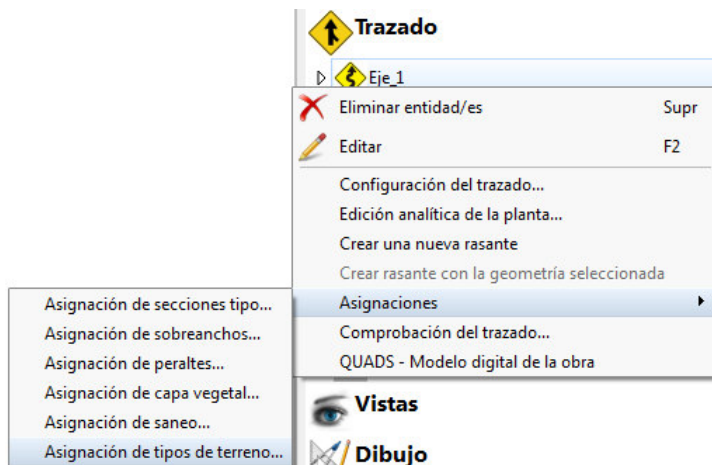 Trazado
Eje_1
Eliminar entidad/es Supr
Editar F2
Configuración del trazado...
Edición analítica de la planta...
Crear una nueva rasante
Crear rasante con la geometría seleccionada
Asignaciones
Comprobación del trazado...
QUADS - Modelo digital de la obra
Asignación de secciones tipo...
Asignación de sobreanchos...
Asignación de peraltes...
Asignación de capa vegetal...
Asignación de saneo...
Asignación de tipos de terreno...
Vistas
Dibujo